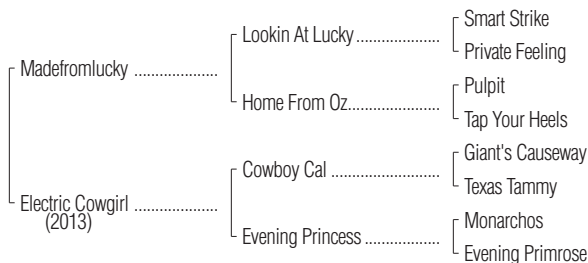 Smart Strike
Lookin At Lucky ....................
Private Feeling
Madefromlucky ....................
Pulpit
Home From Oz.......................
Tap Your Heels
Giant's Causeway
Cowboy Cal ..........................
Texas Tammy
Electric Cowgirl ....................
(2013)
Monarchos
Evening Princess ..................
Evening Primrose